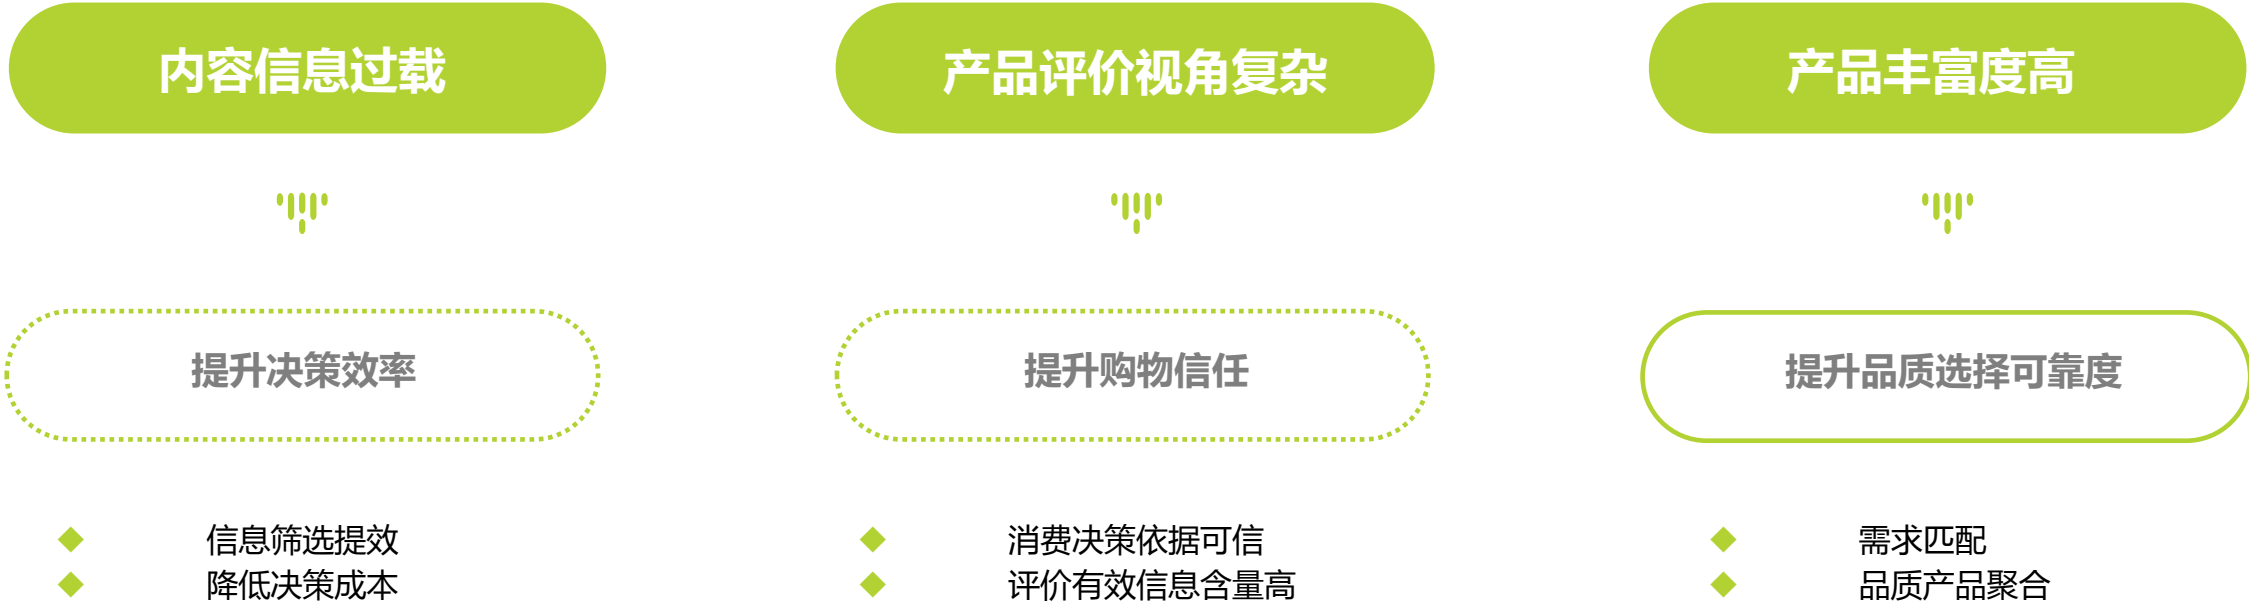 内容信息过载
产品评价视角复杂
产品丰富度高
提升决策效率
提升购物信任
提升品质选择可靠度
信息筛选提效
降低决策成本
消费决策依据可信
评价有效信息含量高
需求匹配
品质产品聚合